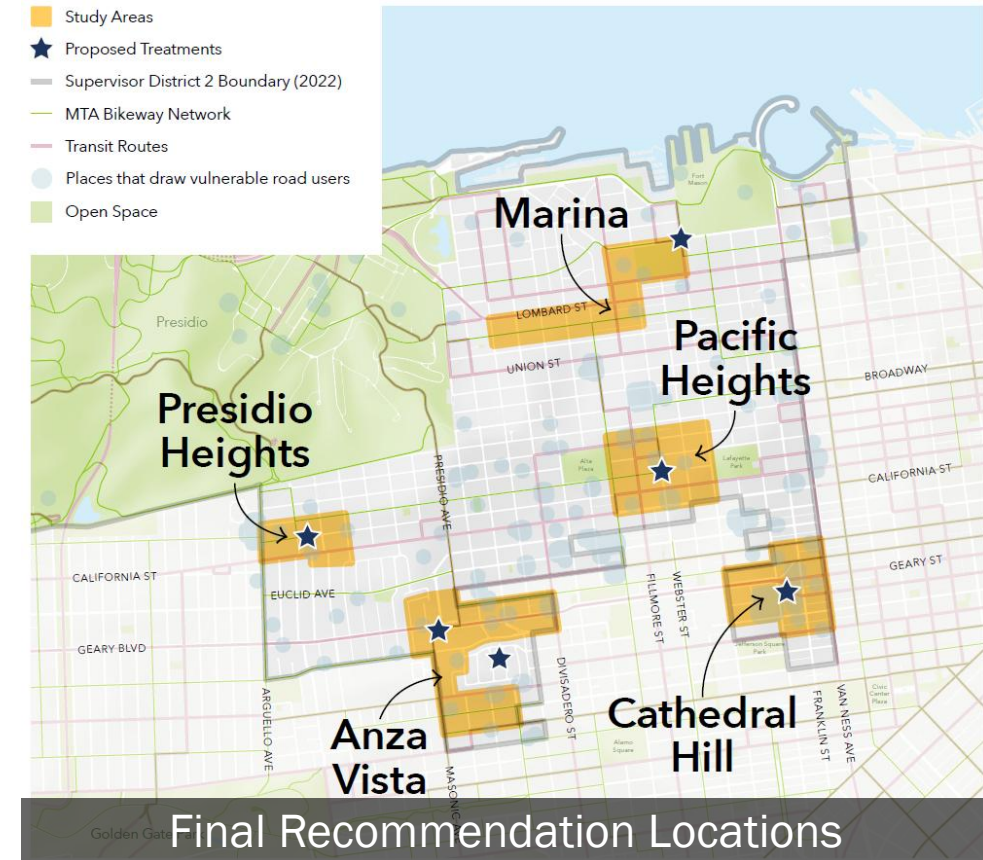 Study Areas
Proposed Treatments
Supervisor District 2 Boundary (2022)
MTA Bikeway Network
Transit Routes
Places that draw vulnerable road users
Open Space
Fort
Mason
Marina
LOMBARD ST
Presidio
Pacific
Heights
UNION ST
BROADWAY
Presidio
Heights
PRESIDIO AVE
Alta
Plaza
Lafayette
Park
CALIFORNIA ST
CALIFORNIA ST
EUCLID AVE
GEARY ST
FILLMORE ST
WEBSTER ST
GEARY BLVD
Jefferson Square
Park
DIVISADERO ST
ARGUELLO AVE
Civic
Center
Plaza
VAN NESS AVE
FRANKLIN ST
Cathedral
Hill
Anza
Vista
Alamo
Square
MASONIC
Golden Gate
Final Recommendation Locations